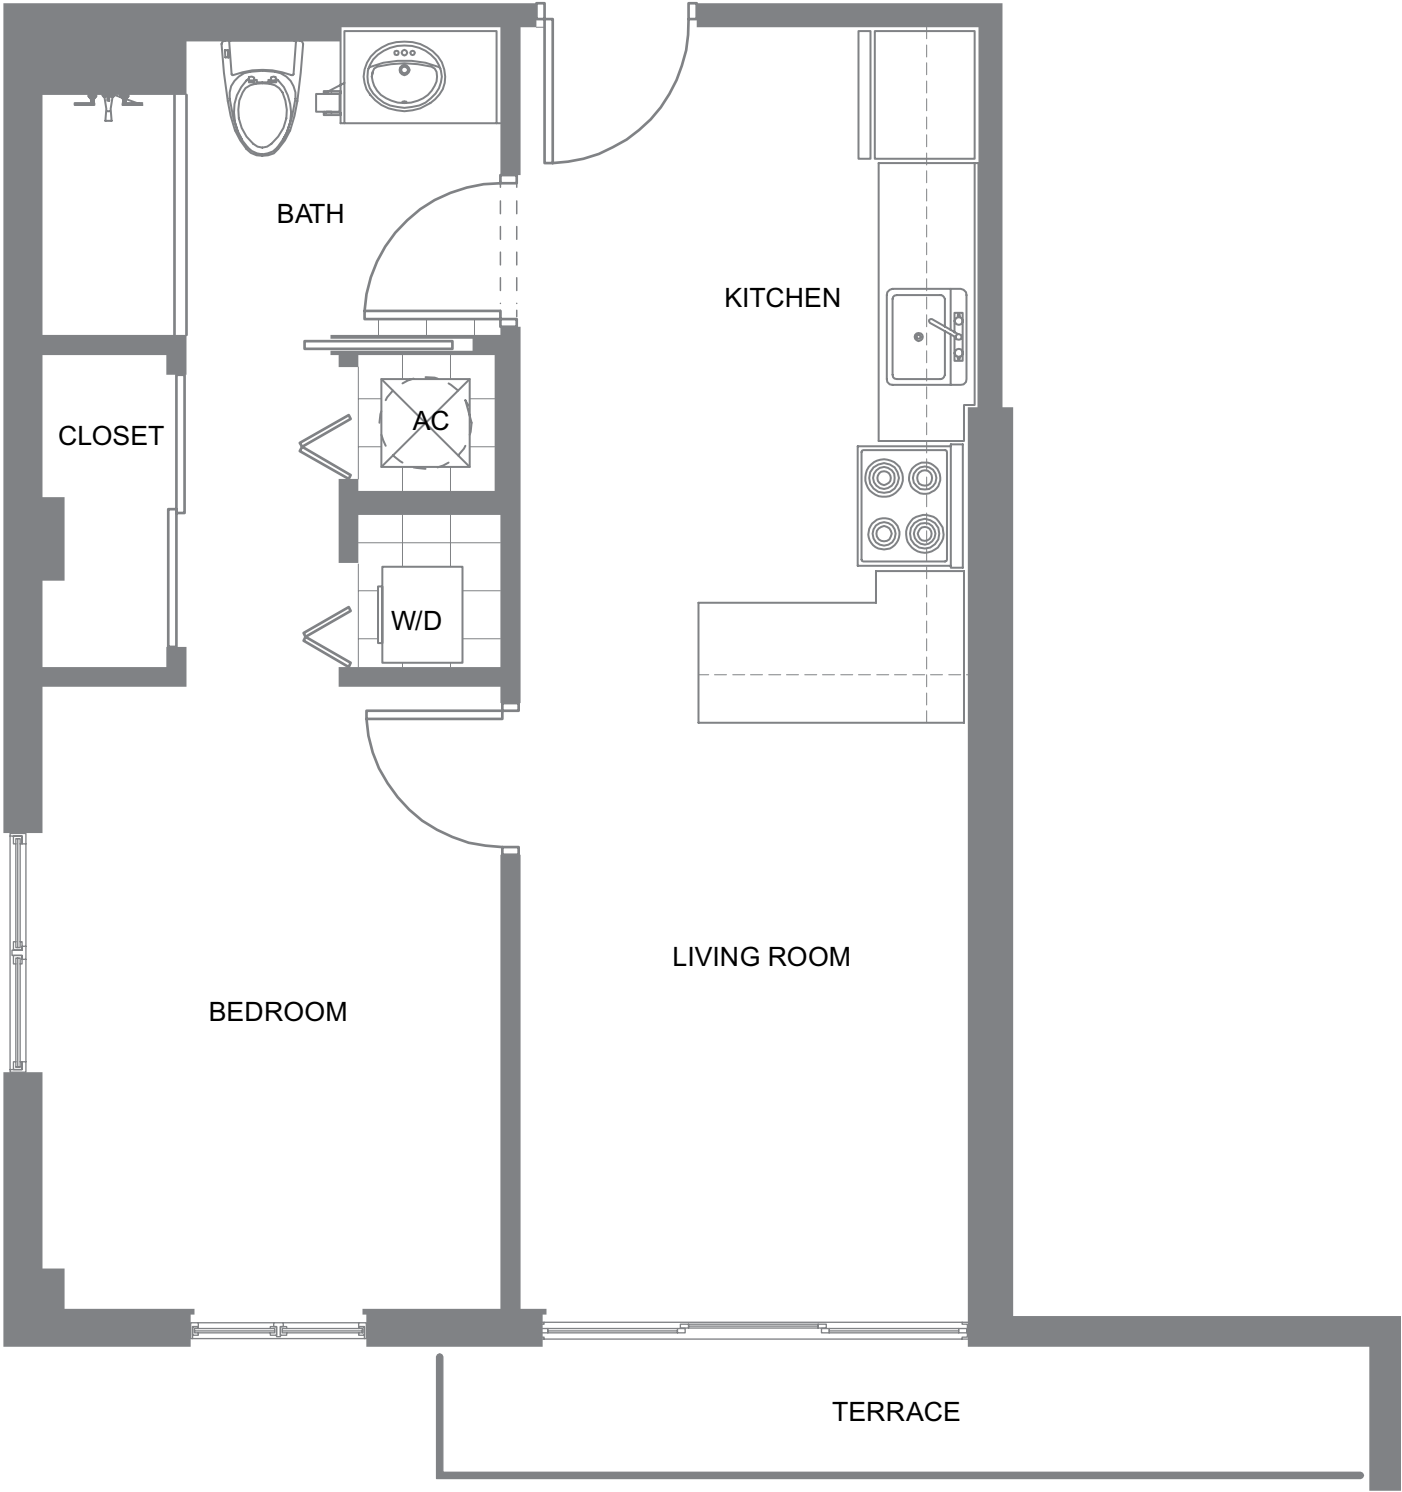 BATH
KITCHEN
AC
CLOSET
W/D
LIVING ROOM
BEDROOM
TERRACE